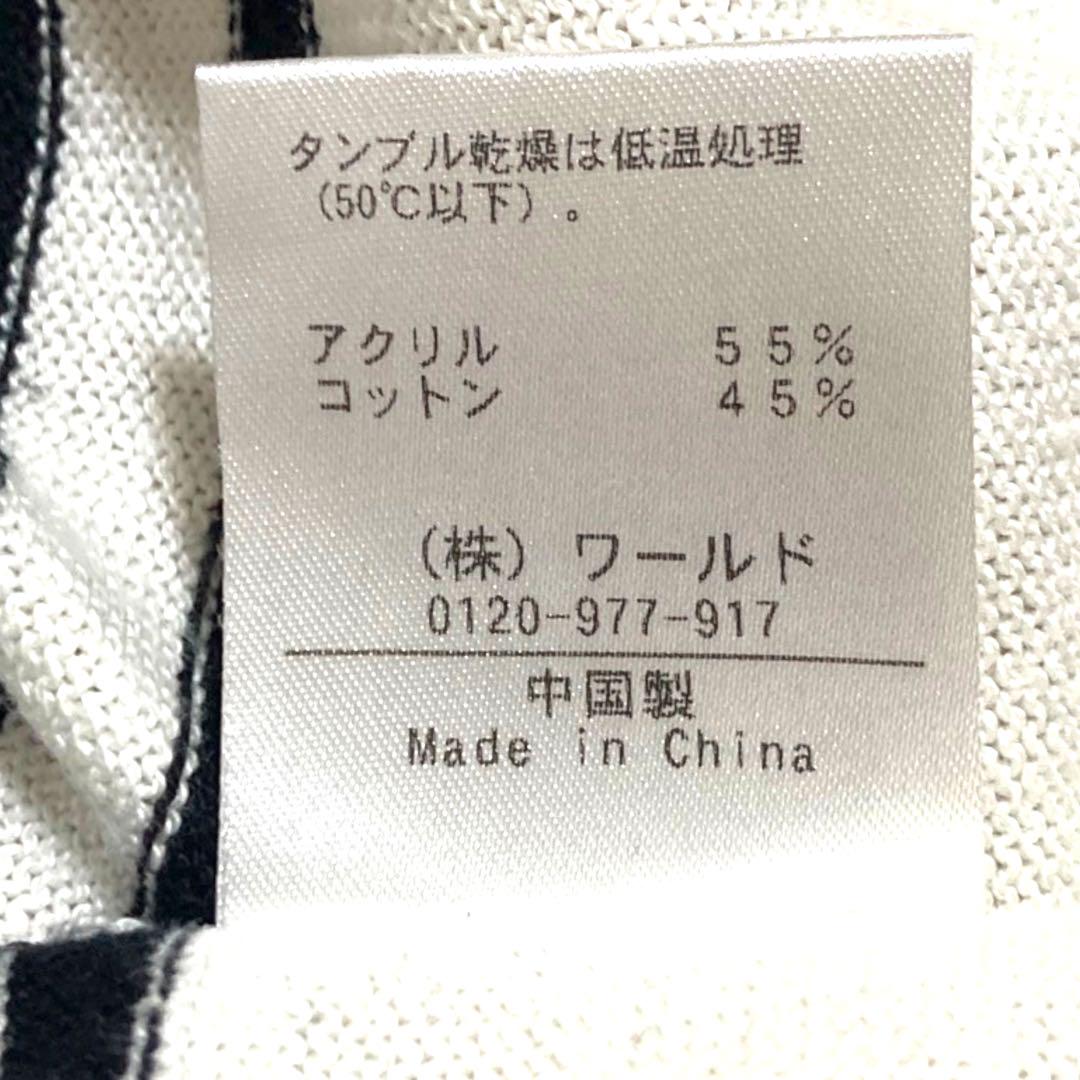 タンブル乾燥は低温処理
（50℃以下）。
アクリル　55%
コットン　45%
（株）ワールド
0120-977-917
中国製
Made in China